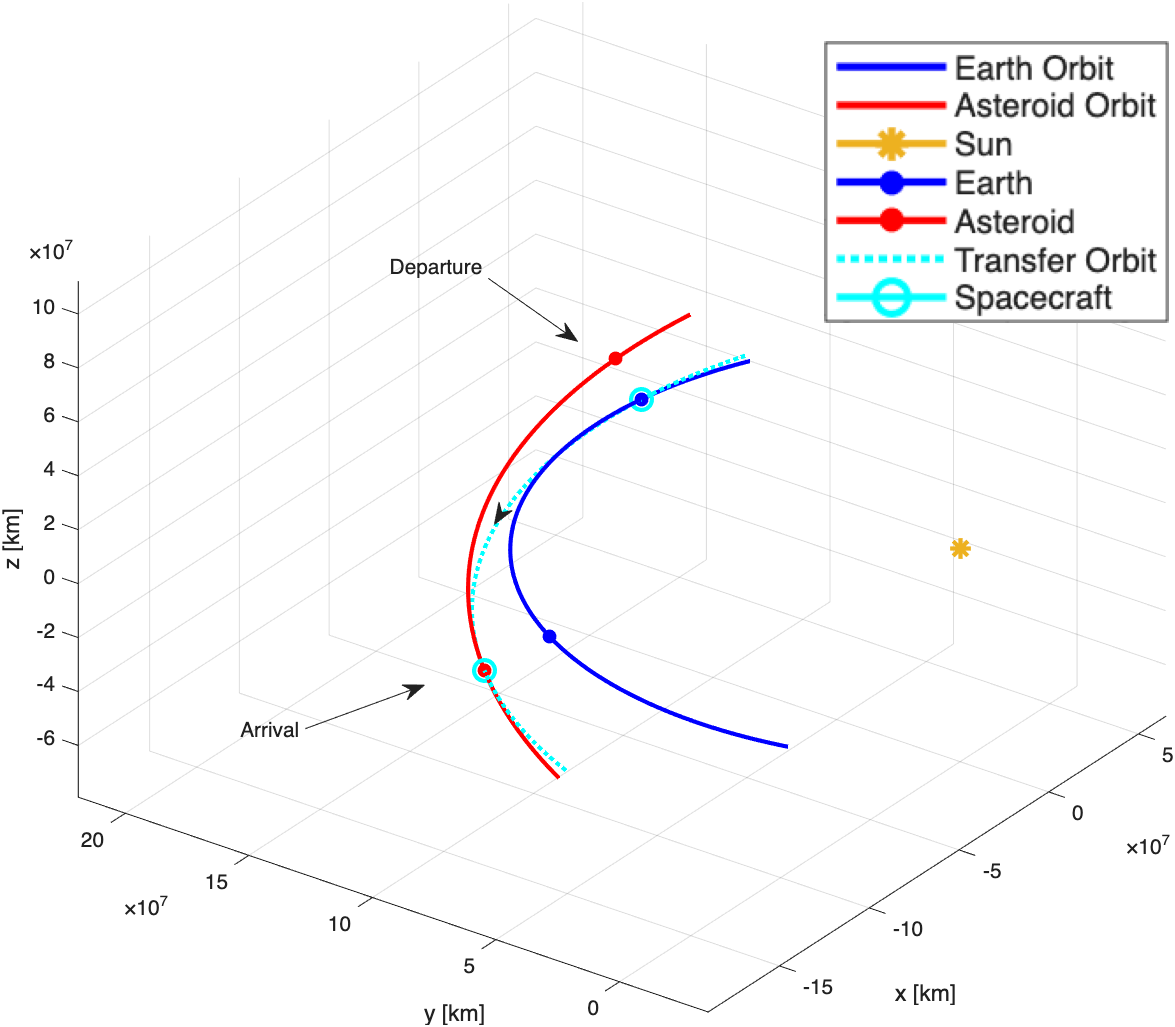 Earth Orbit
Asteroid Orbit
Sun
Earth
Asteroid
Transfer Orbit
Spacecraft
×10⁷
Departure
10
8
6
4
2
0
-2
-4
-6
z [km]
Arrival
20
15
10
5
0
×10⁷
y [km]
5
0
-5
-10
-15
×10⁷
x [km]